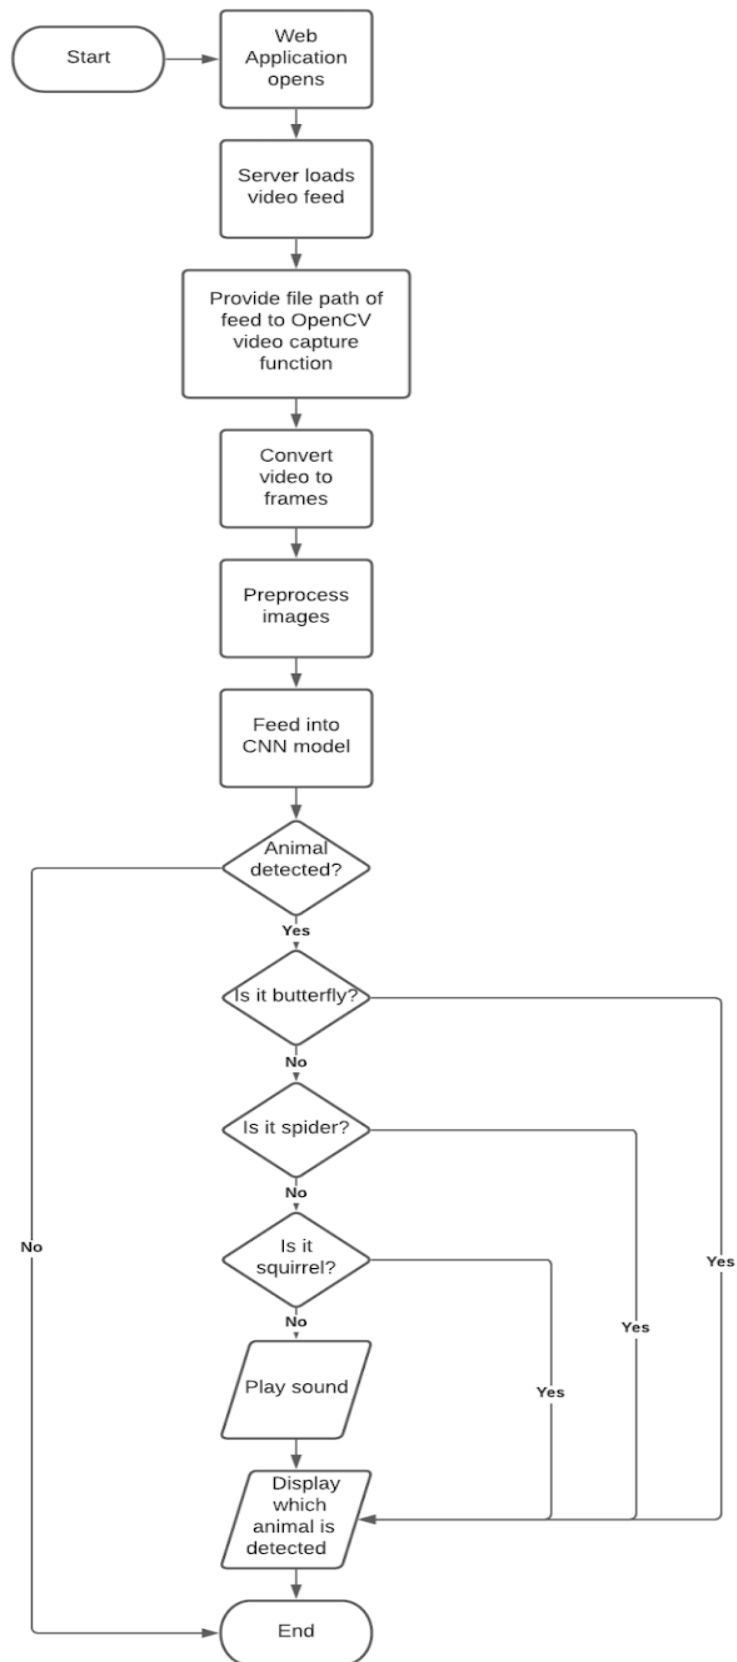 Start
Web
Application
opens
Server loads
video feed
Provide file path of
feed to OpenCV
video capture
function
Convert
video to
frames
Preprocess
images
Feed into
CNN model
Animal
detected?
Yes
Is it butterfly?
No
Is it spider?
No
Is it
squirrel?
No
No
Yes
Yes
Yes
Play sound
Display
which
animal is
detected
End